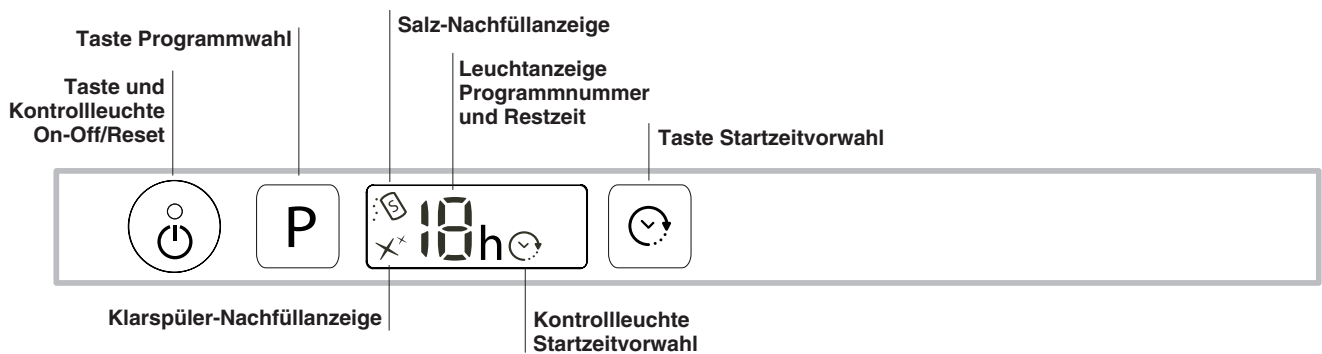 Salz-Nachfüllanzeige
Taste Programmwahl
Leuchtanzeige
Programmnummer
und Restzeit
Taste und
Kontrollleuchte
On-Off/Reset
Taste Startzeitvorwahl
P
S
18h
Klarspüler-Nachfüllanzeige
Kontrollleuchte
Startzeitvorwahl